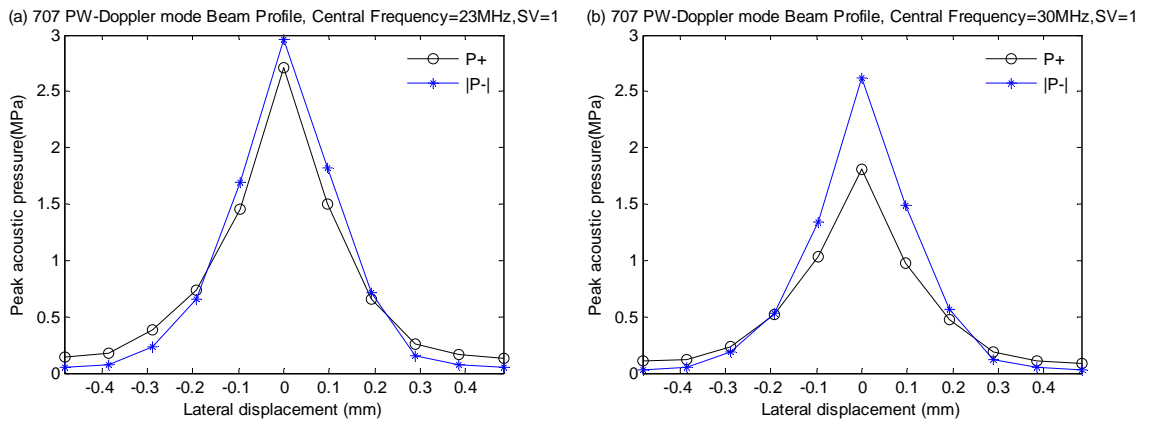 (a) 707 PW-Doppler mode Beam Profile, Central Frequency=23MHz,SV=1
3
2.5
2
1.5
1
0.5
0
Peak acoustic pressure(MPa)
P+
|P-|
-0.4 -0.3 -0.2 -0.1 0 0.1 0.2 0.3 0.4
Lateral displacement (mm)
(b) 707 PW-Doppler mode Beam Profile, Central Frequency=30MHz,SV=1
3
2.5
2
1.5
1
0.5
0
Peak acoustic pressure(MPa)
P+
|P-|
-0.4 -0.3 -0.2 -0.1 0 0.1 0.2 0.3 0.4
Lateral displacement (mm)